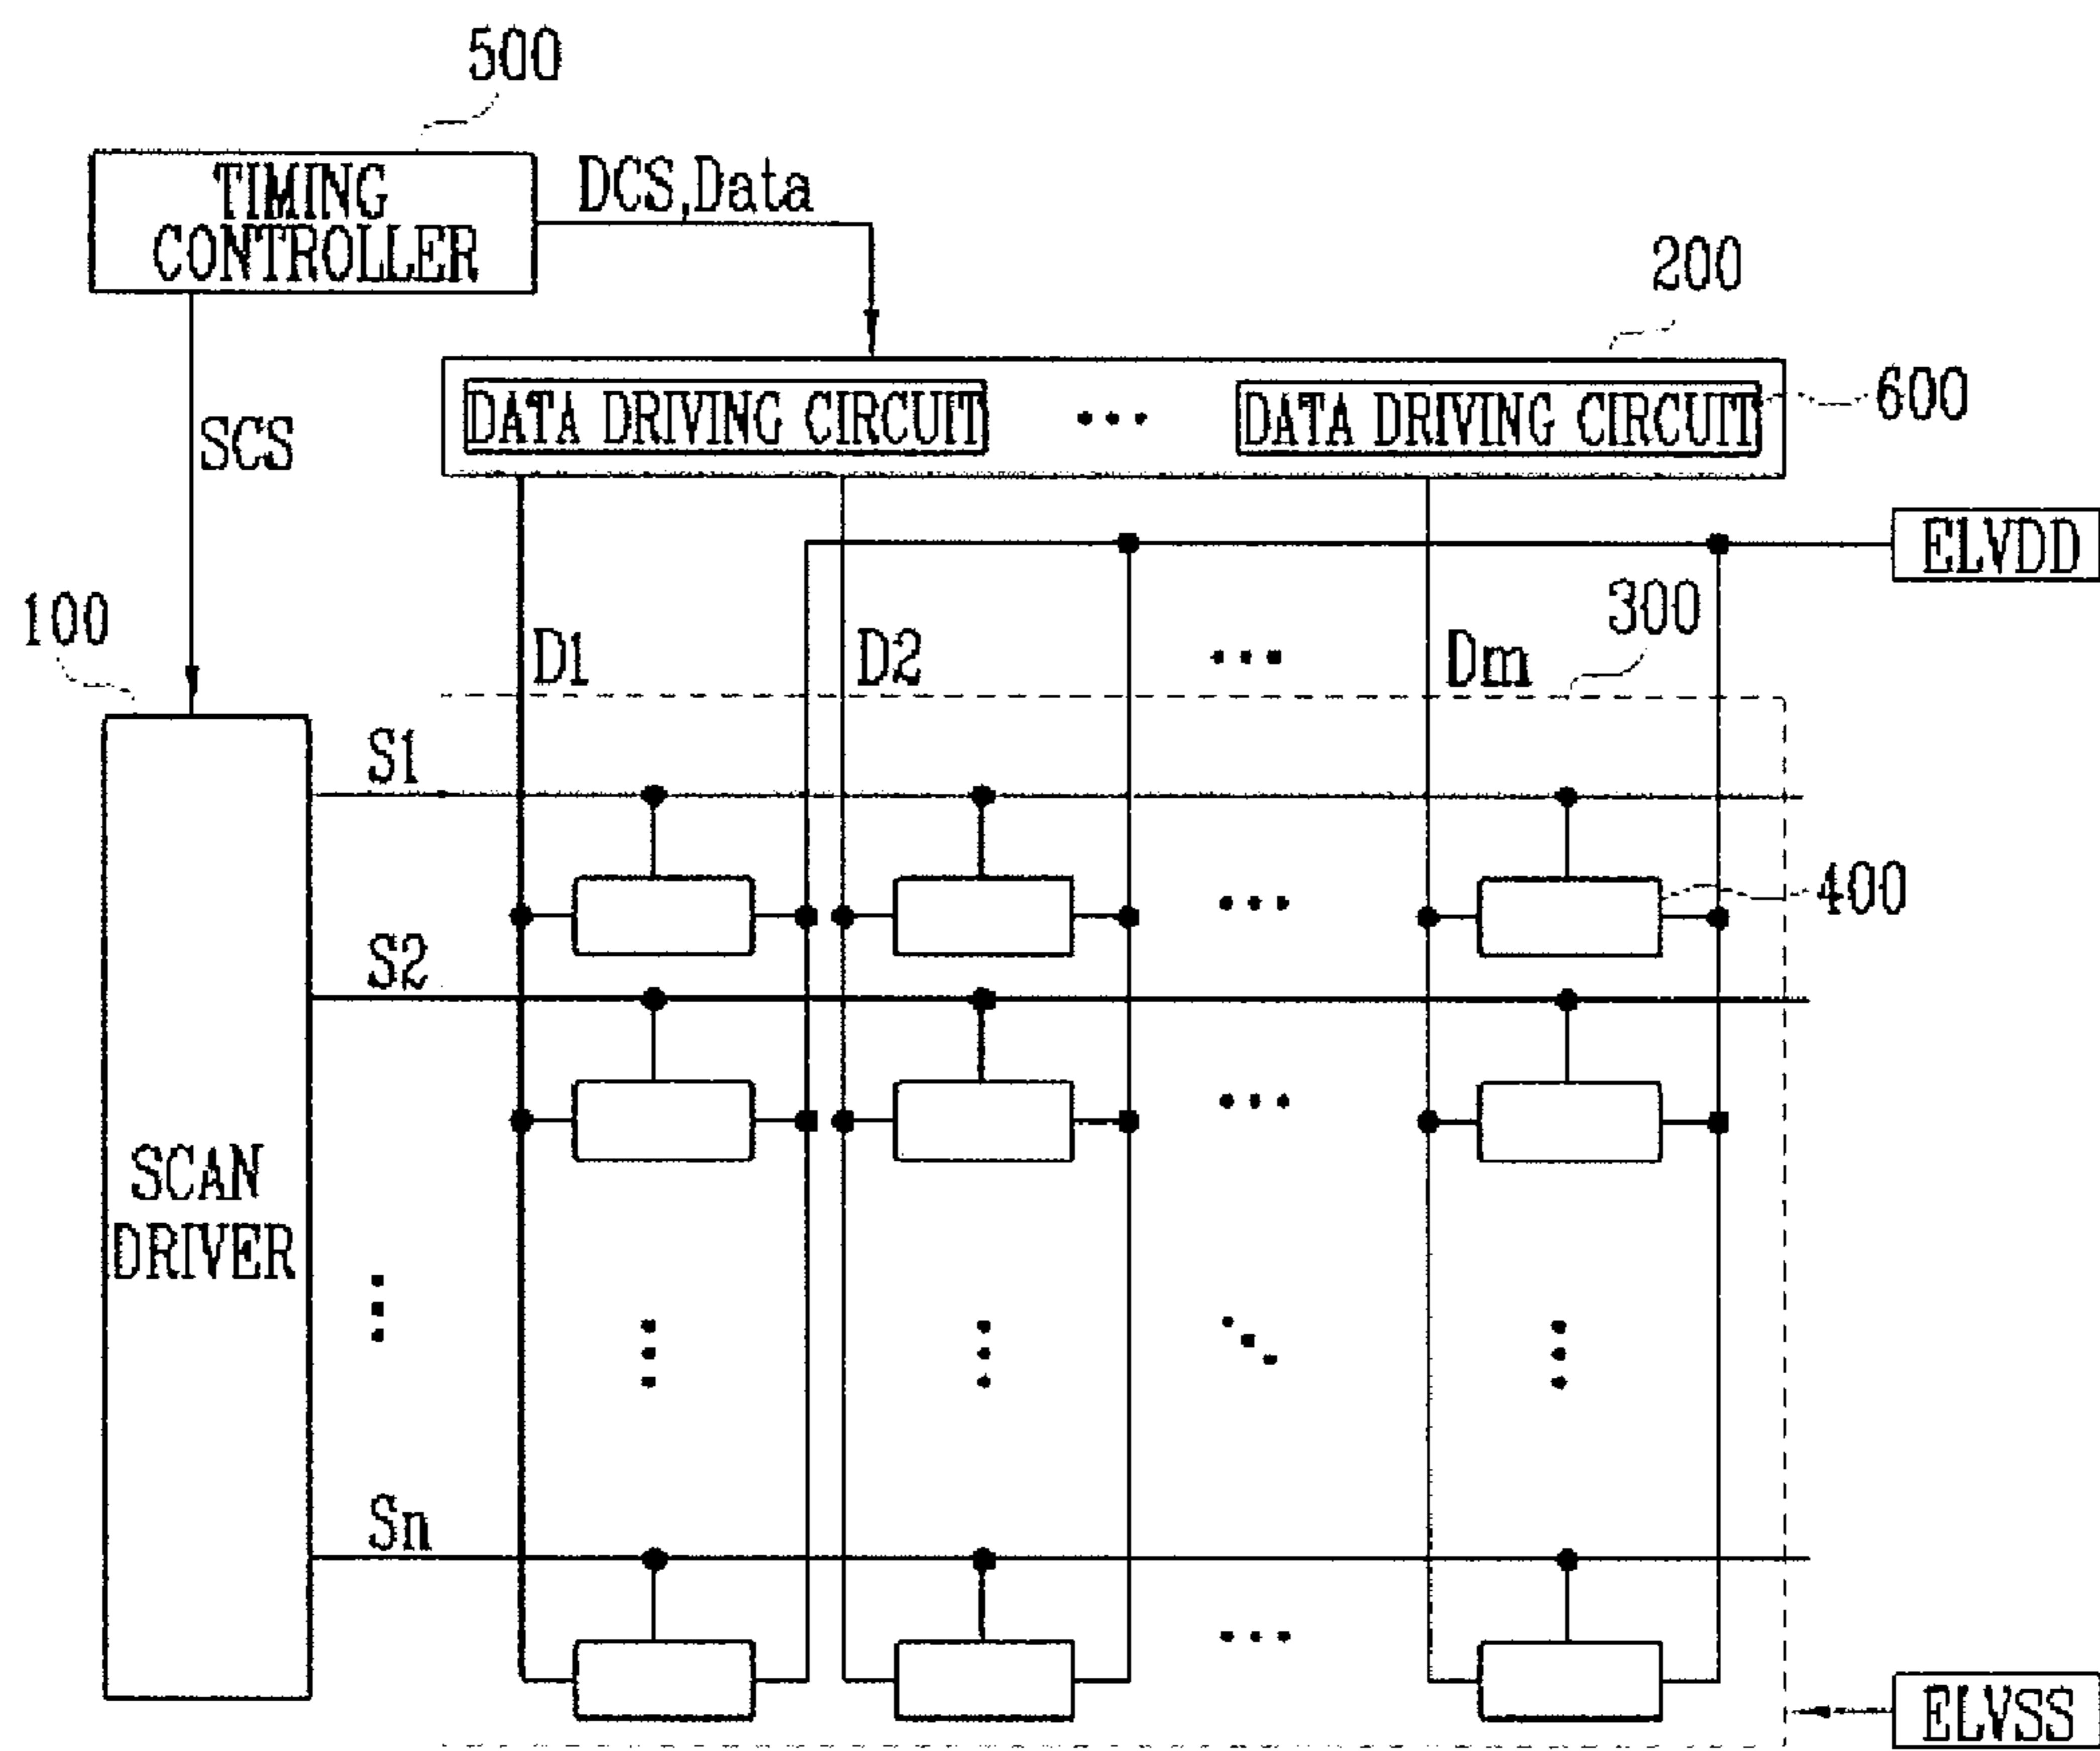 500
TIMING
CONTROLLER
DCS,Data
200
DATA DRIVING CIRCUIT
DATA DRIVING CIRCUIT
600
SCS
ELVDD
300
100
D1
D2
Dm
S1
400
S2
SCAN
DRIVER
Sn
ELVSS